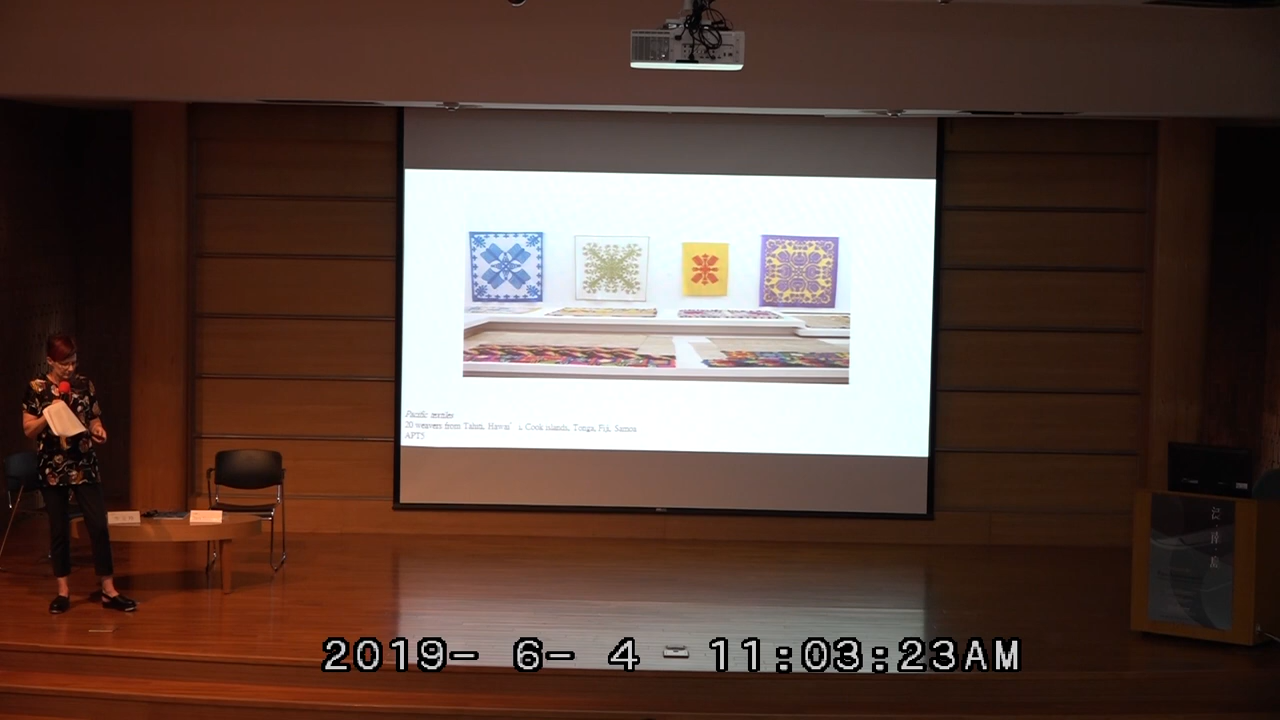 Pacific textiles
20 weavers from Tahiti, Hawai'i, Cook islands, Tonga, Fiji, Samoa
APT5
2019- 6- 4 - 11:03:23AM